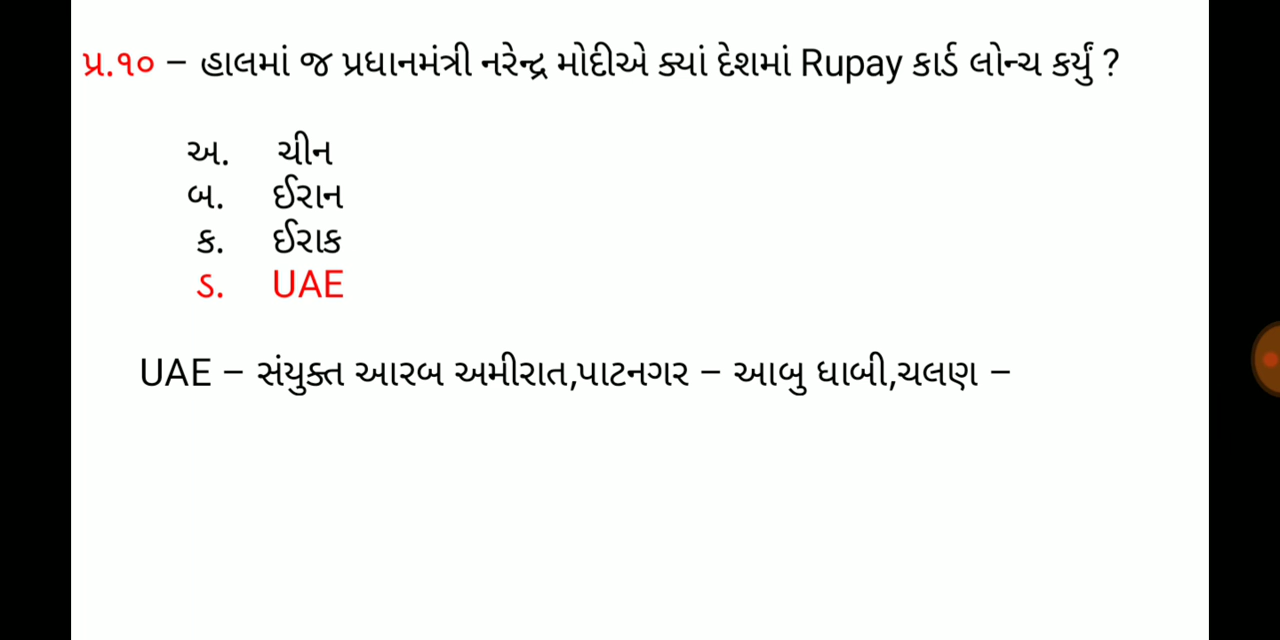 પ્ર.૧૦ – હાલમાં જ પ્રધાનમંત્રી નરેન્દ્ર મોદીએ ક્યાં દેશમાં Rupay કાર્ડ લોન્ચ કર્યું ?
અ. ચીન
બ. ઈરાન
ક. ઈરાક
ડ. UAE
UAE – સંયુક્ત આરબ અમીરાત,પાટનગર – આબુ ધાબી,ચલણ –